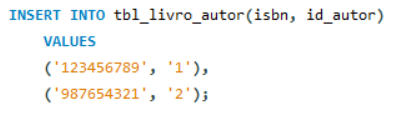 INSERT INTO tbl_livro_autor(isbn, id_autor)
VALUES
('123456789', '1'),
('987654321', '2');